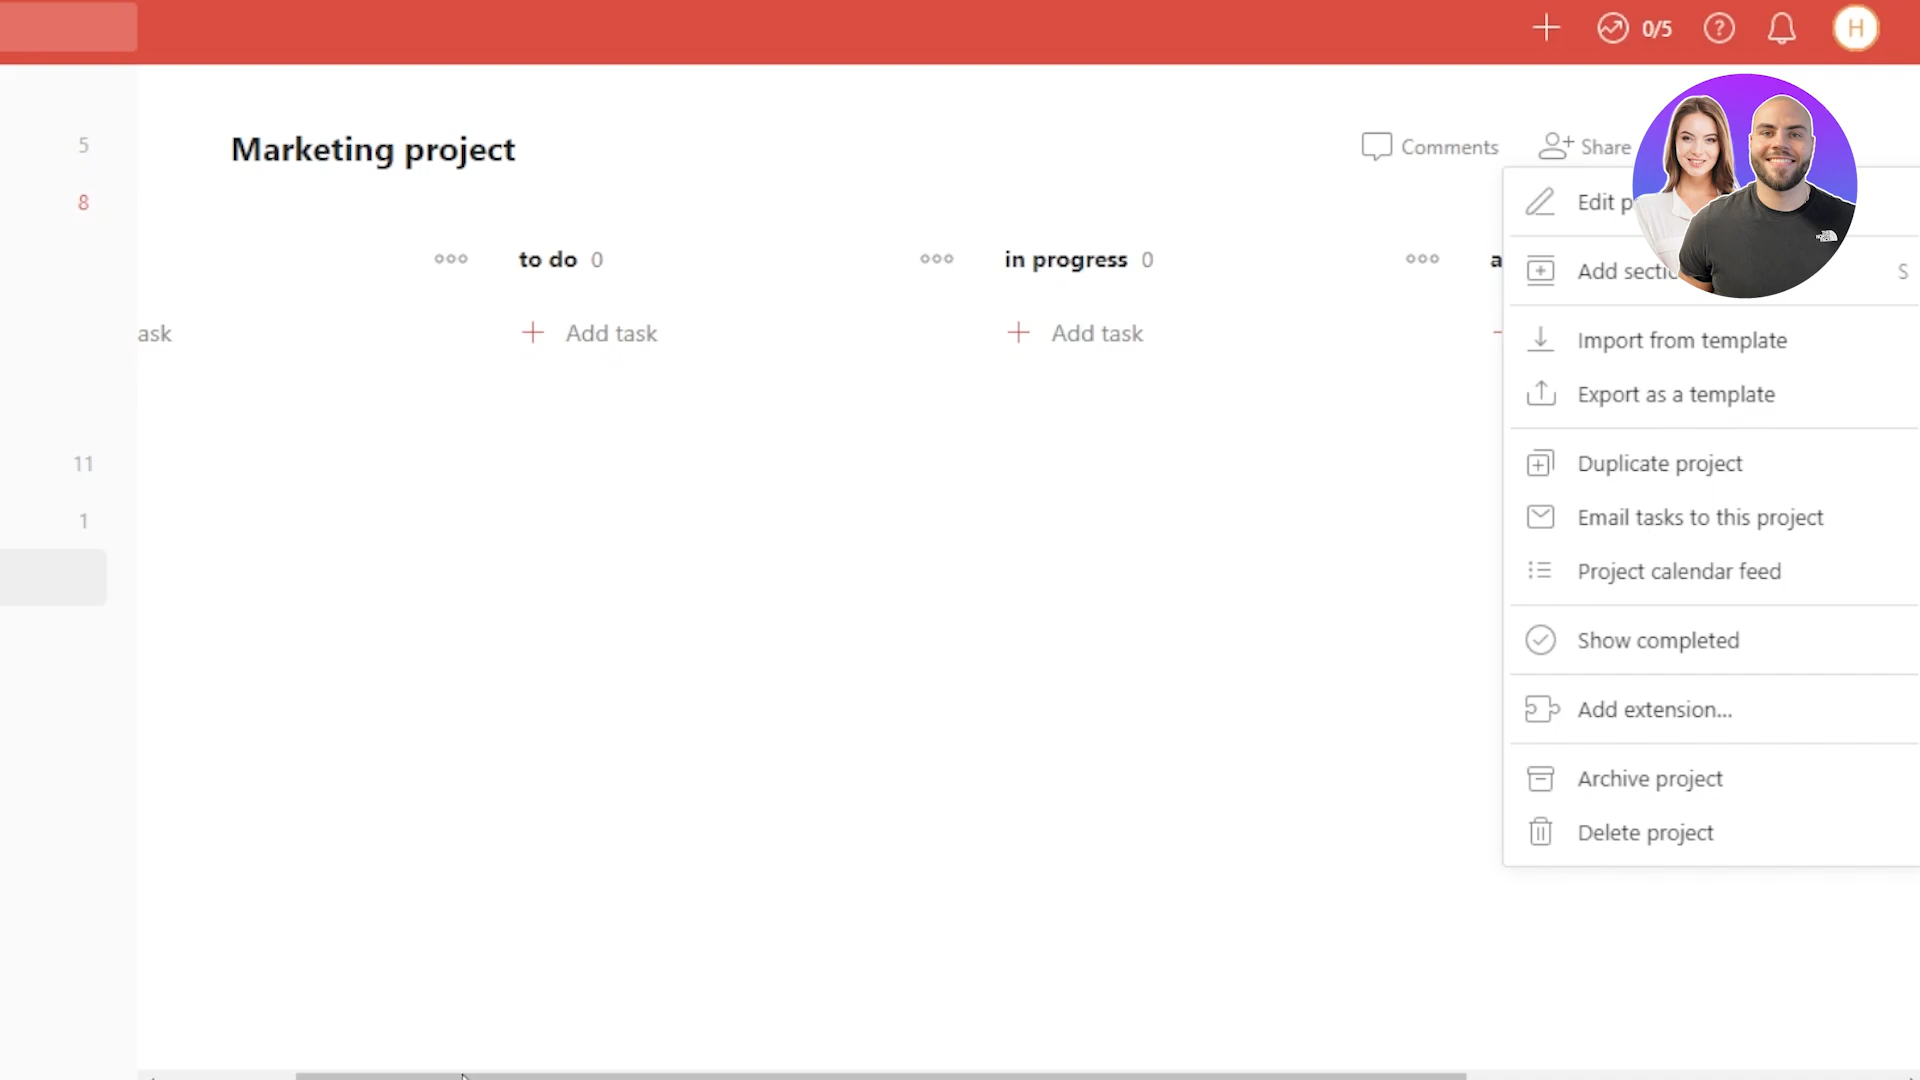 0/5
H
5
8
11
1
Marketing project
Comments
Share
ask
to do 0
Add task
in progress 0
Add task
a
Edit p
Add sectio
S
Import from template
Export as a template
Duplicate project
Email tasks to this project
Project calendar feed
Show completed
Add extension...
Archive project
Delete project